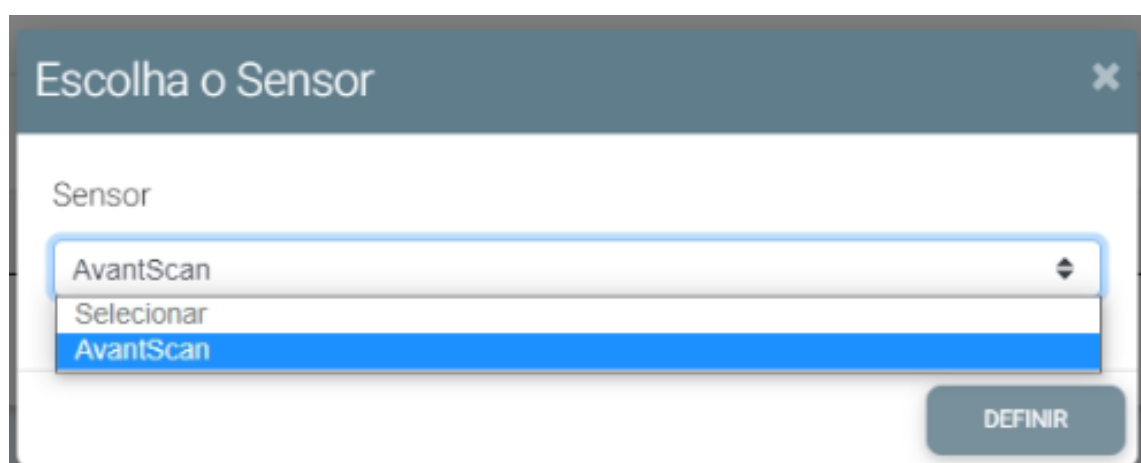 Escolha o Sensor
Sensor
AvantScan
Selecionar
AvantScan
DEFINIR